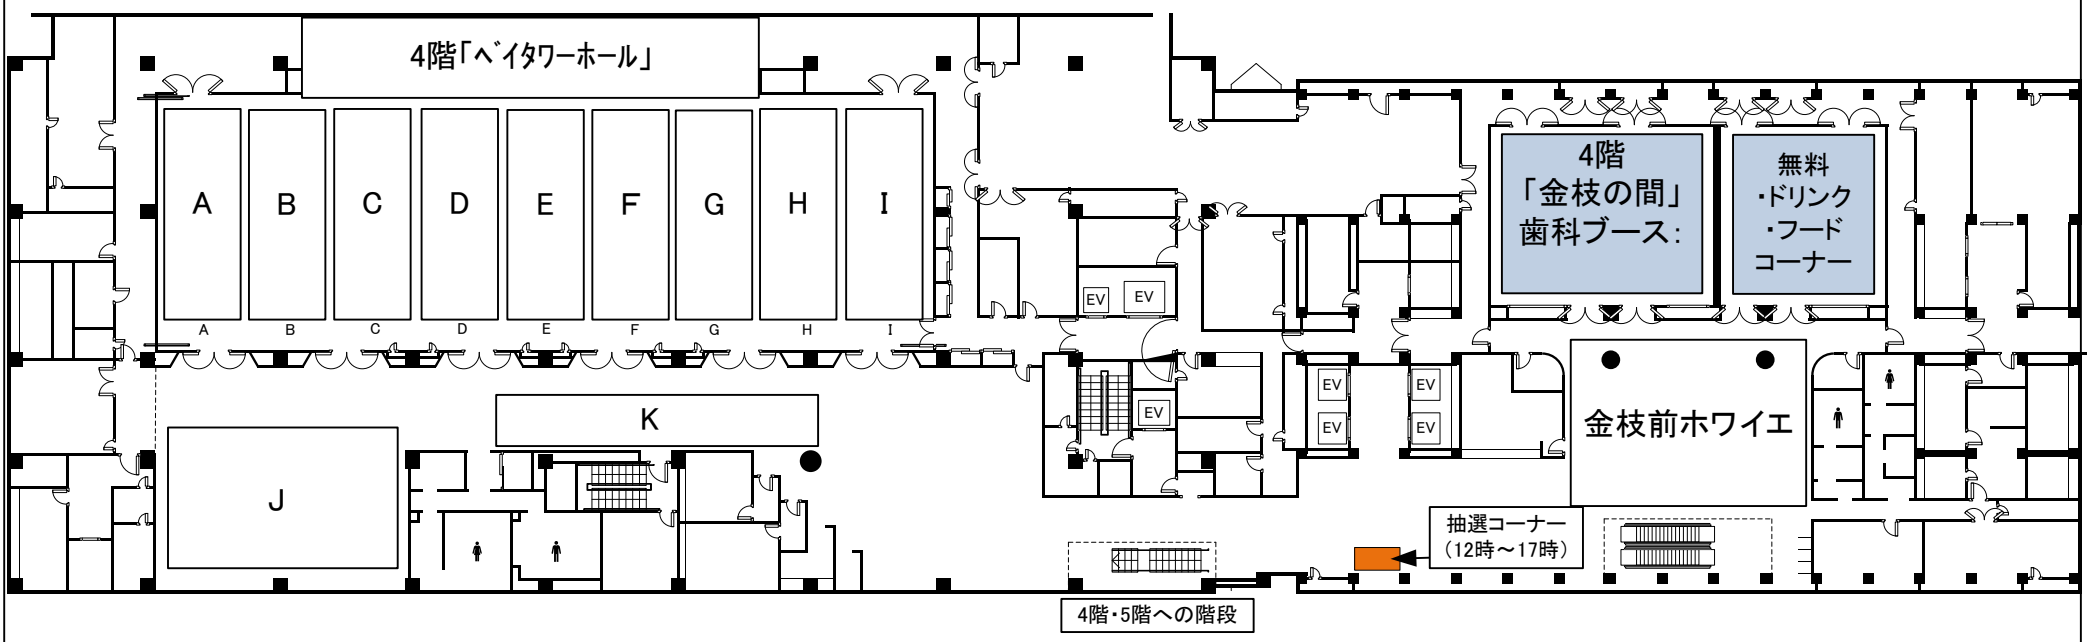 4階「ベイタワーホール」
A B C D E F G H I
A B C D E F G H I
4階
「金枝の間」
歯科ブース:
無料
・ドリンク
・フード
コーナー
EV EV
EV
EV EV
EV EV
K
J
金枝前ホワイエ
抽選コーナー
(12時～17時)
4階・5階への階段